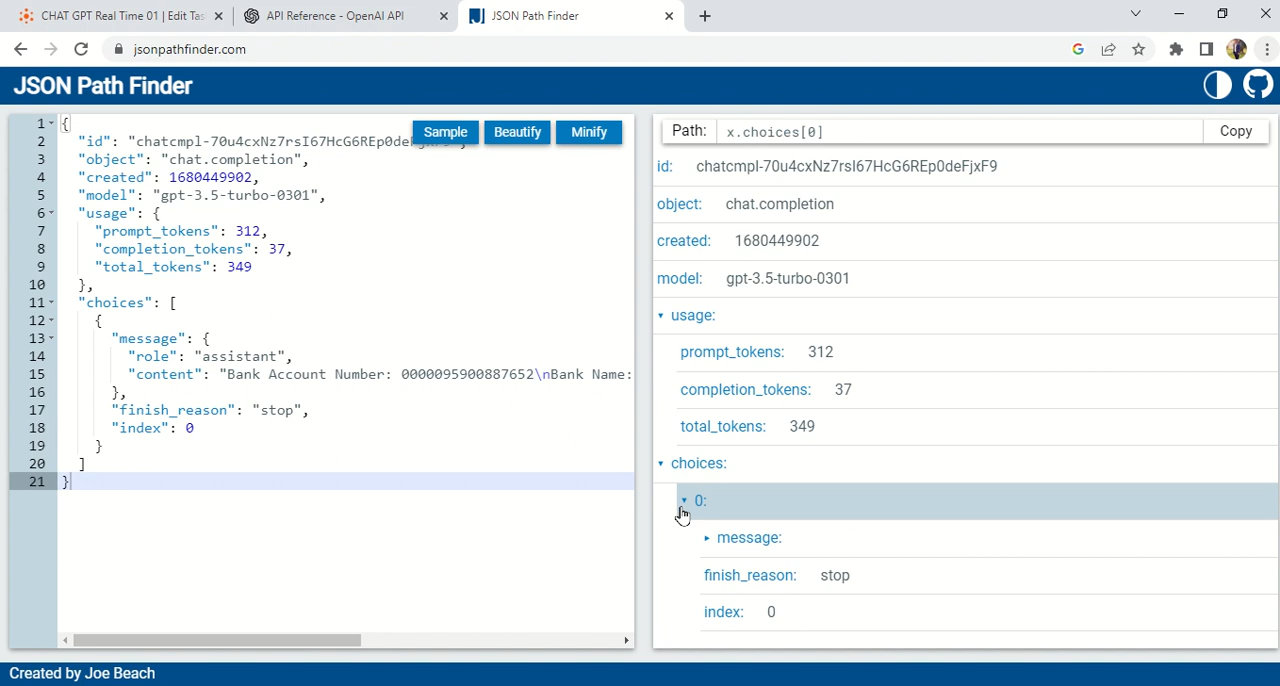 CHAT GPT Real Time 01 | Edit Tas
API Reference - OpenAI API
JSON Path Finder
jsonpathfinder.com
JSON Path Finder
Sample
Beautify
Minify
1 {
2 "id": "chatcmpl-70u4cxNz7rsI67HcG6REp0deFjxF9",
3 "object": "chat.completion",
4 "created": 1680449902,
5 "model": "gpt-3.5-turbo-0301",
6 "usage": {
7 "prompt_tokens": 312,
8 "completion_tokens": 37,
9 "total_tokens": 349
10 },
11 "choices": [
12 {
13 "message": {
14 "role": "assistant",
15 "content": "Bank Account Number: 0000095900887652\nBank Name:
16 },
17 "finish_reason": "stop",
18 "index": 0
19 }
20 ]
21 }
Path: x.choices[0] Copy
id: chatcmpl-70u4cxNz7rsI67HcG6REp0deFjxF9
object: chat.completion
created: 1680449902
model: gpt-3.5-turbo-0301
usage:
prompt_tokens: 312
completion_tokens: 37
total_tokens: 349
choices:
0:
message:
finish_reason: stop
index: 0
Created by Joe Beach